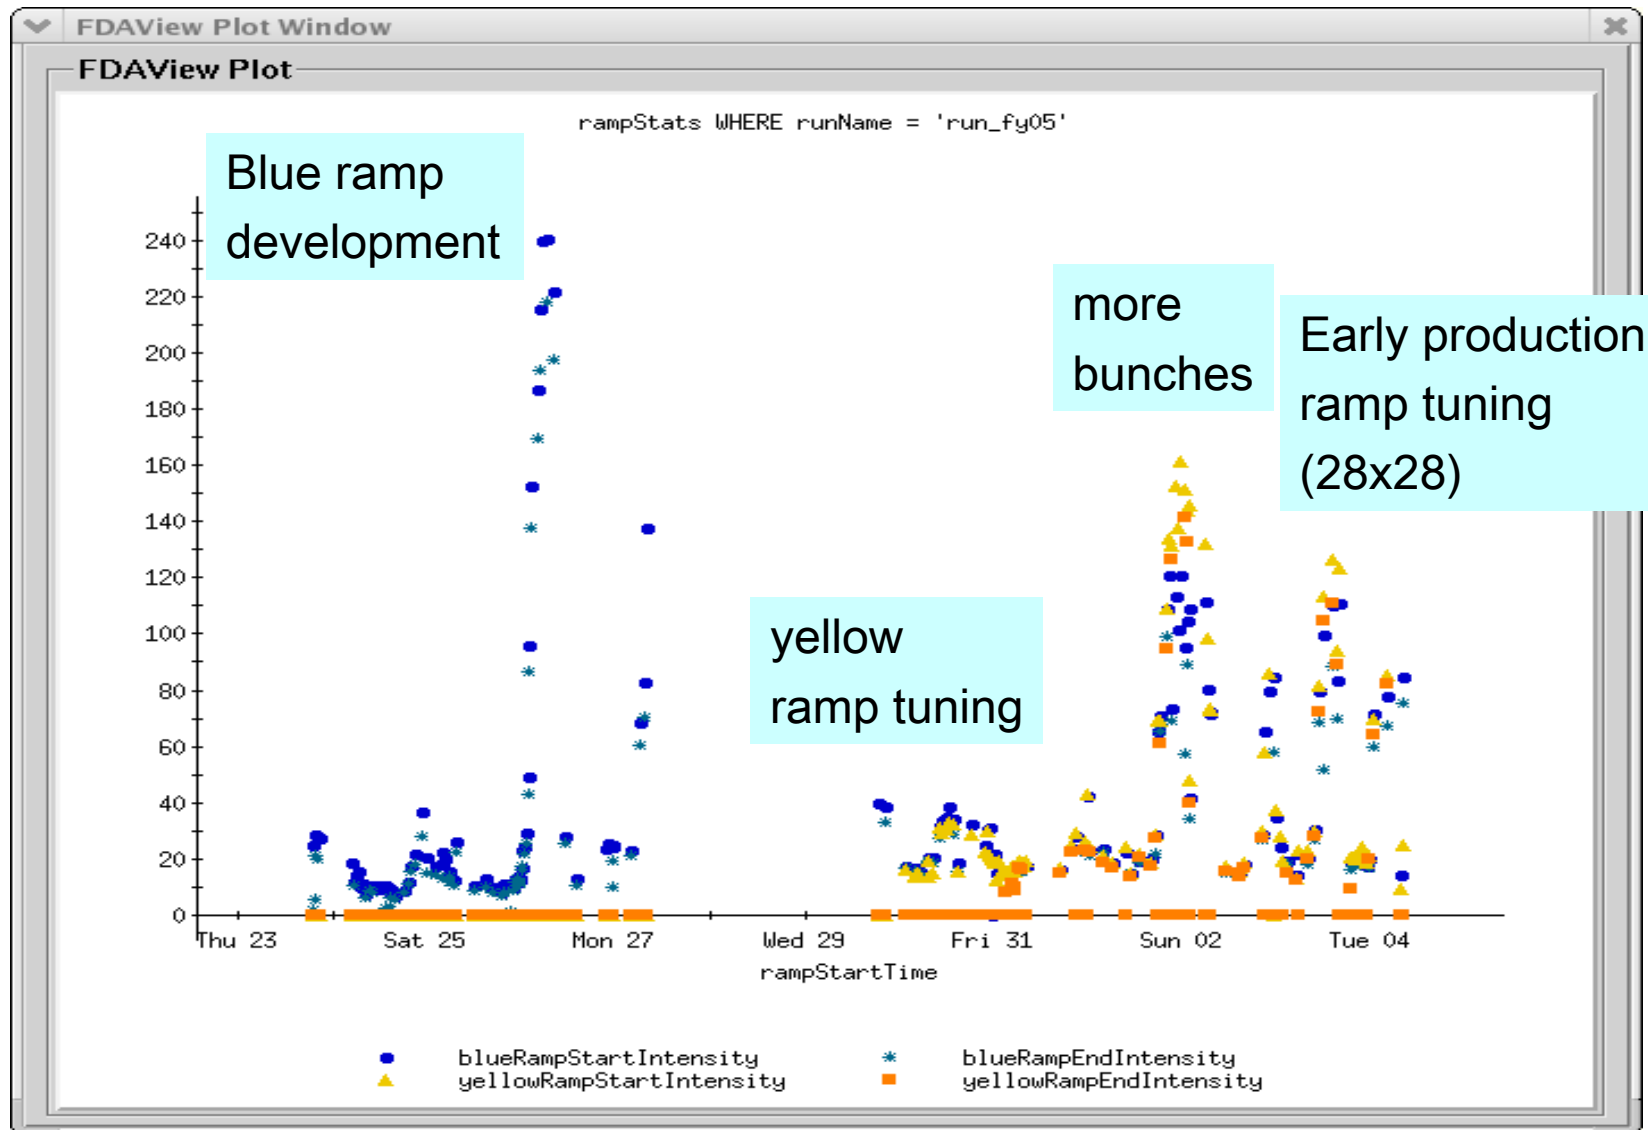 FDAView Plot Window
FDAView Plot
rampStats WHERE runName = 'run_fy05'
Blue ramp
development
more
bunches
Early production
ramp tuning
(28x28)
yellow
ramp tuning
240
220
200
180
160
140
120
100
80
60
40
20
0
Thu 23 Sat 25 Mon 27 Wed 29 Fri 31 Sun 02 Tue 04
rampStartTime
blueRampStartIntensity blueRampEndIntensity
yellowRampStartIntensity yellowRampEndIntensity